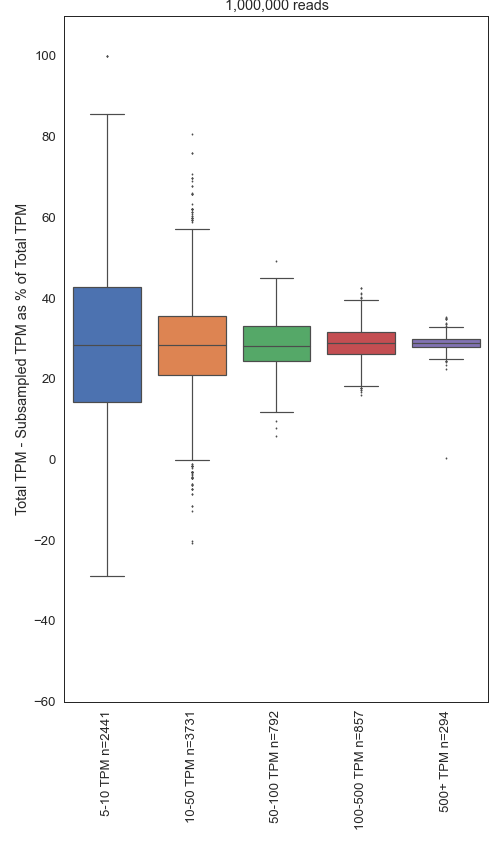 1,000,000 reads
Total TPM - Subsampled TPM as % of Total TPM
100
80
60
40
20
0
−20
−40
−60
5-10 TPM n=2441
10-50 TPM n=3731
50-100 TPM n=792
100-500 TPM n=857
500+ TPM n=294